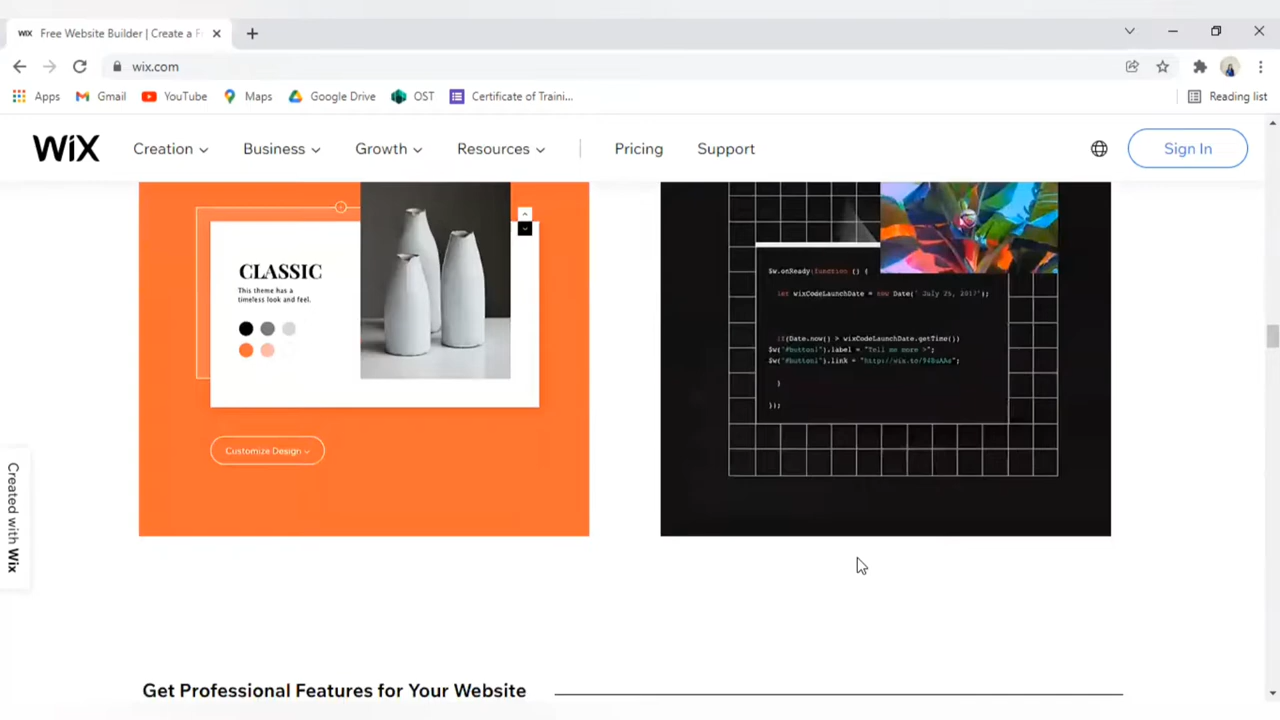 WiX Free Website Builder | Create a F
wix.com
Apps Gmail YouTube Maps Google Drive OST Certificate of Traini... Reading list
WiX Creation Business Growth Resources Pricing Support Sign In
CLASSIC
This theme has a
timeless look and feel.
Customize Design
$w.onReady(function () {
let wixCodeLaunchDate = new Date(' July 25, 2017');
if(Date.now() > wixCodeLaunchDate.getTime())
$w("#button1").label = "Tell me more >";
$w("#button1").link =
}
});
Created with Wix
Get Professional Features for Your Website